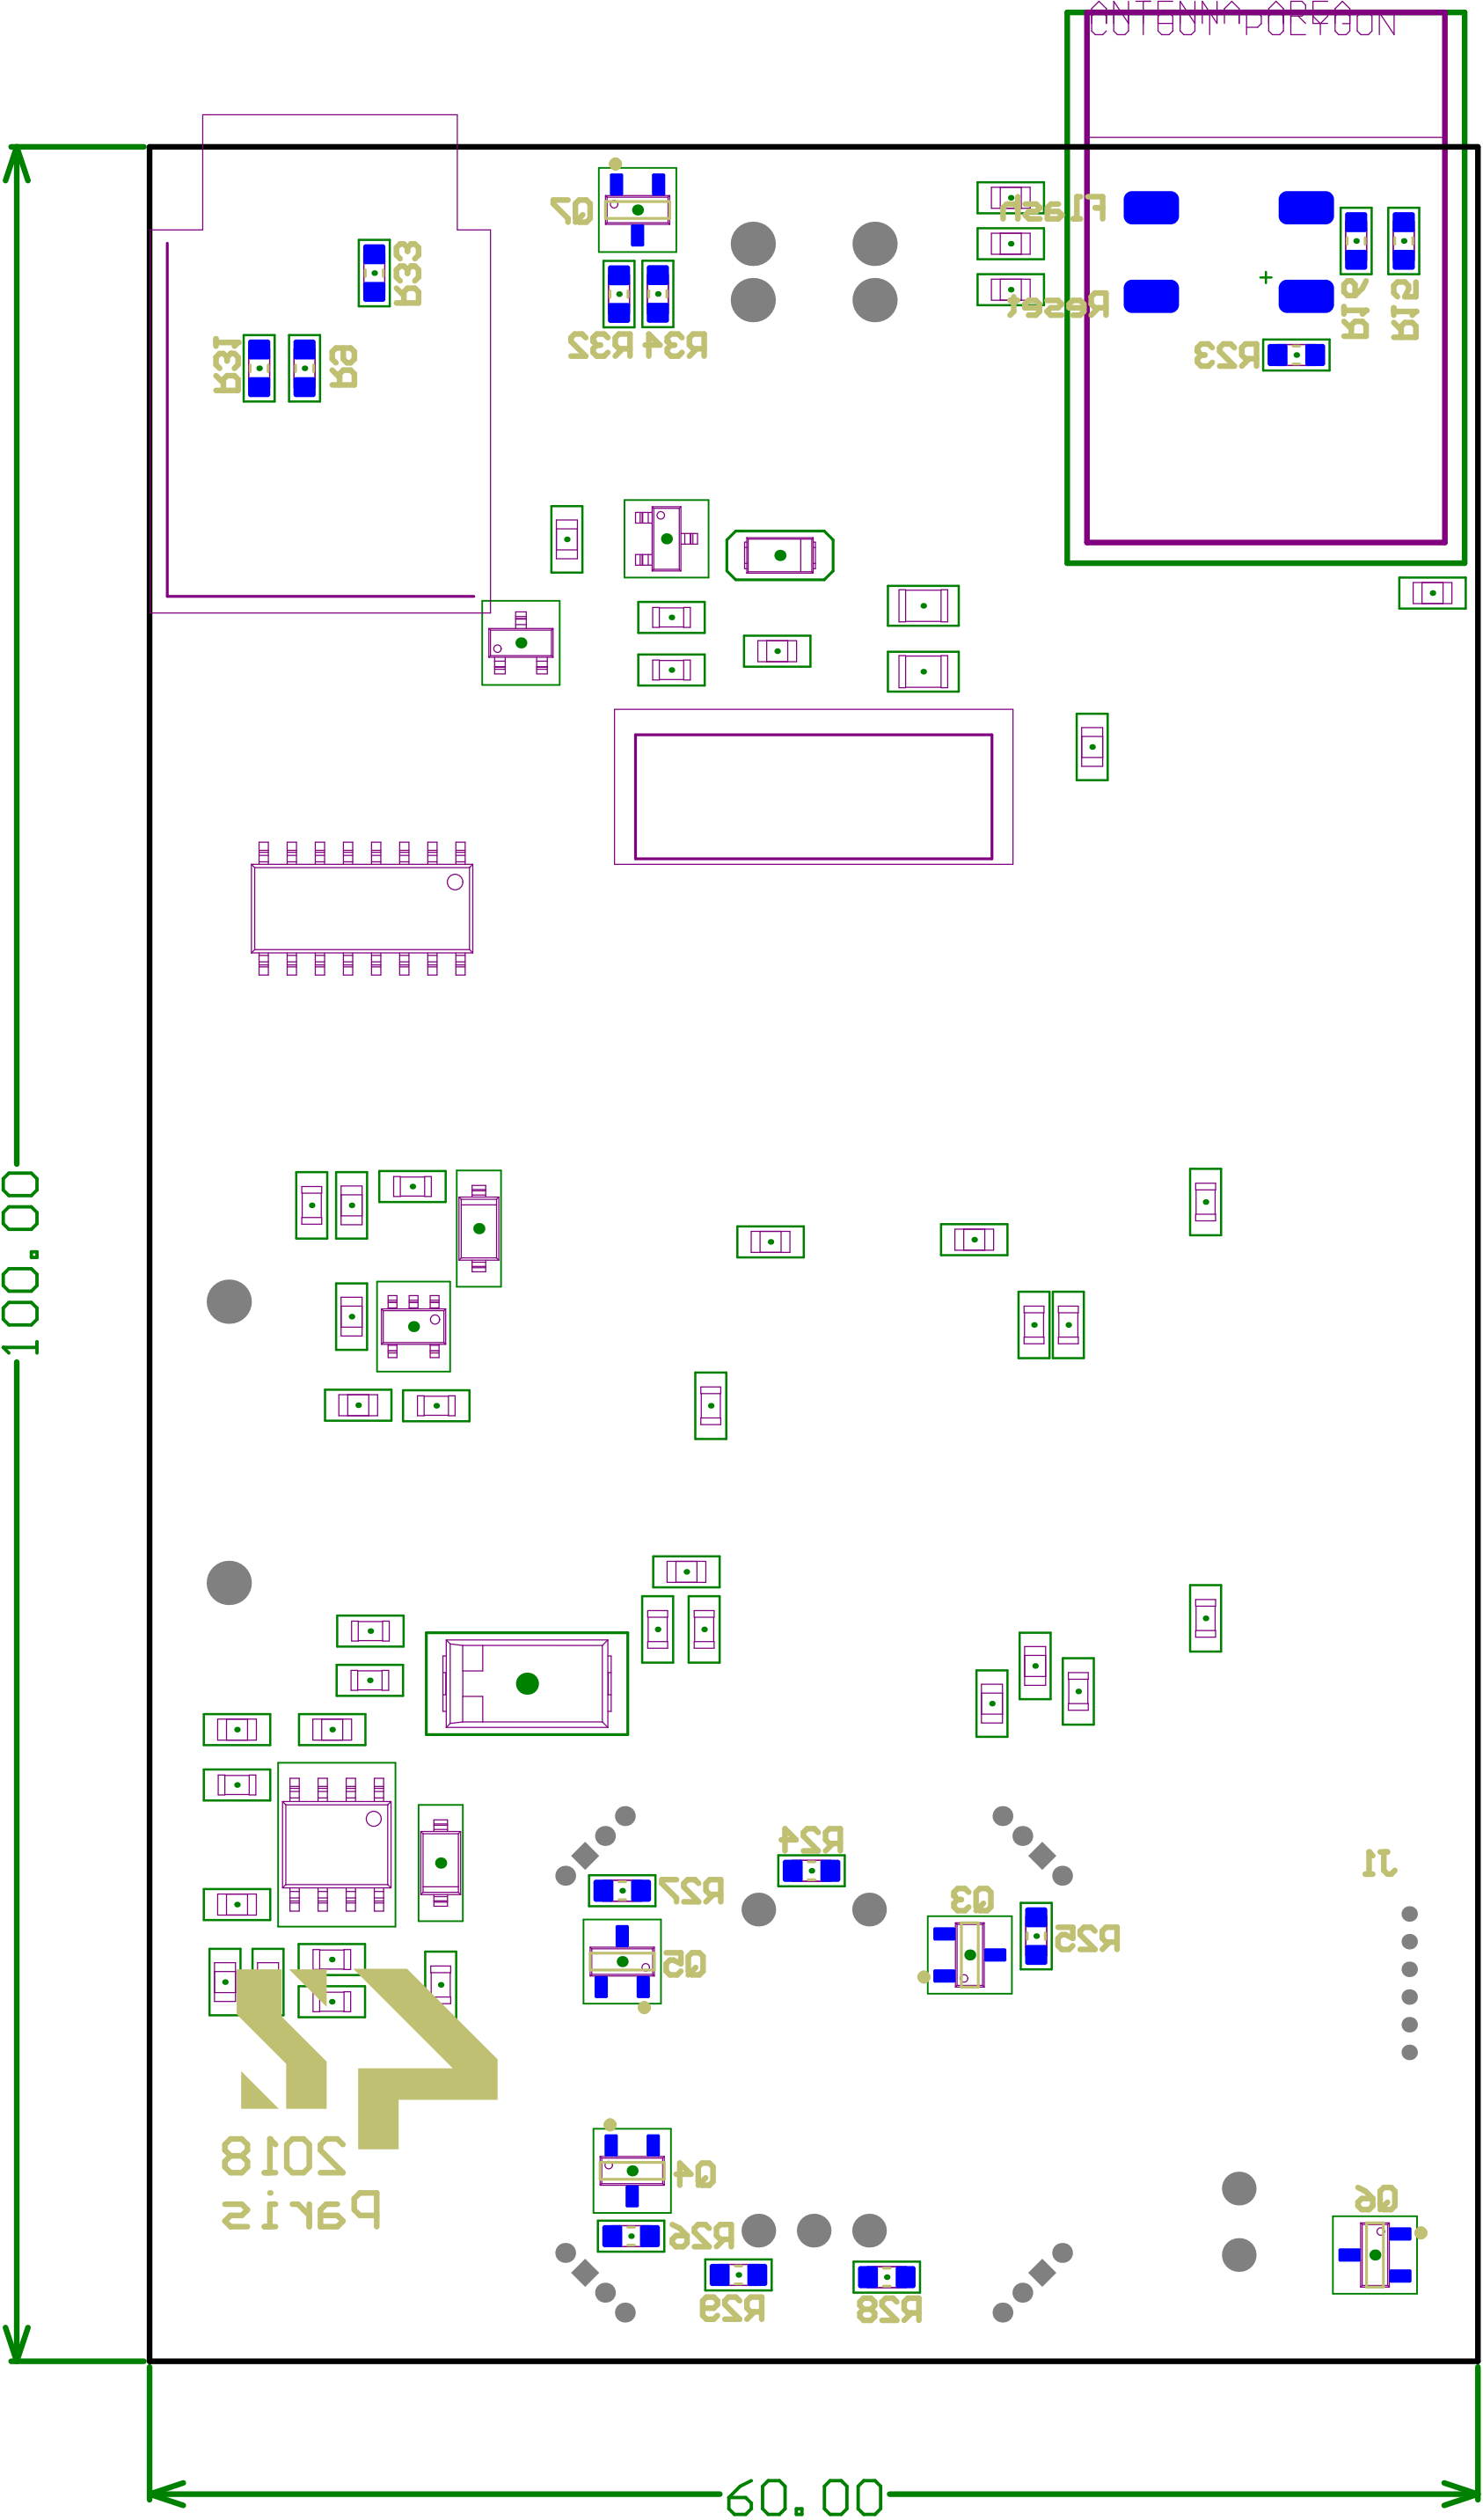 ANTENNA AREA
CUTOUT POLYGON
Q7
Flash
R33
Reset
R16
R15
R31
R9
R32
R34
R23
100.00
R24
J1
R27
Q3
R25
Q5
42
2018
Paris
Q4
Q6
R26
R29
R28
60.00